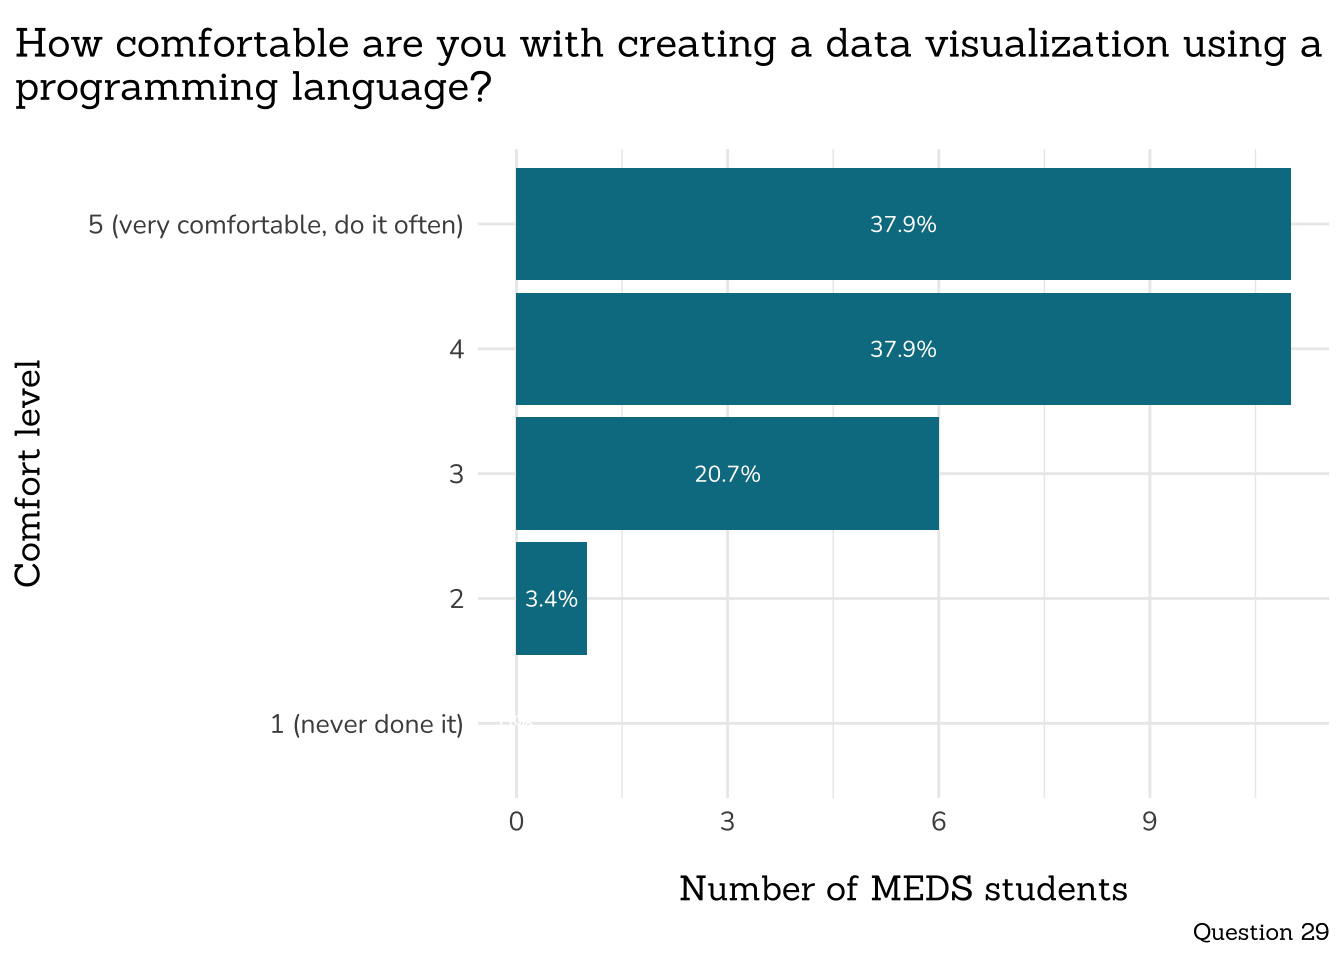 How comfortable are you with creating a data visualization using a
programming language?
Comfort level
5 (very comfortable, do it often)
37.9%
4
37.9%
3
20.7%
2
3.4%
1 (never done it)
0 3 6 9
Number of MEDS students
Question 29